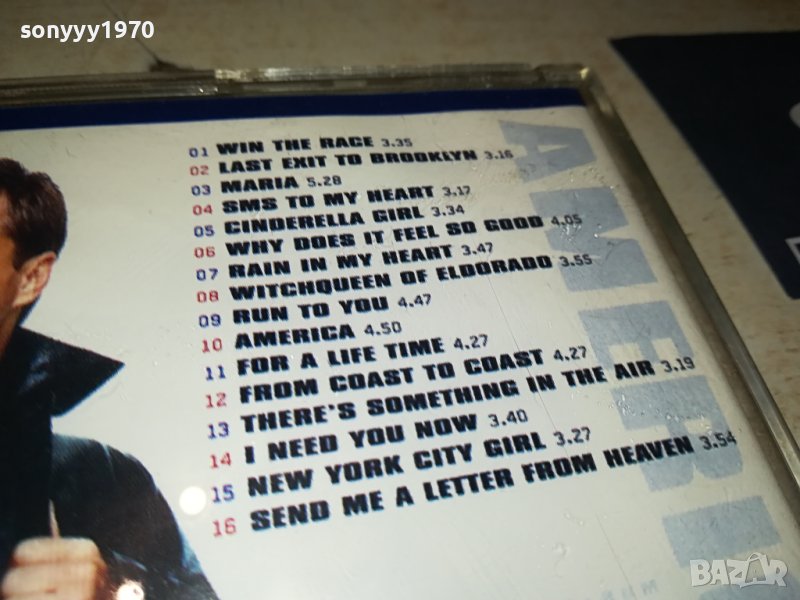 sonyyy1970
01 WIN THE RACE 3.35
02 LAST EXIT TO BROOKLYN 3.16
03 MARIA 5.28
04 SMS TO MY HEART 3.17
05 CINDERELLA GIRL 3.34
06 WHY DOES IT FEEL SO GOOD 4.05
07 RAIN IN MY HEART 3.47
08 WITCHQUEEN OF ELDORADO 3.55
09 RUN TO YOU 4.47
10 AMERICA 4.50
11 FOR A LIFE TIME 4.27
12 FROM COAST TO COAST 4.27
13 THERE'S SOMETHING IN THE AIR 3.19
14 I NEED YOU NOW 3.40
15 NEW YORK CITY GIRL 3.27
16 SEND ME A LETTER FROM HEAVEN 3.54
AMERI
BAZAR